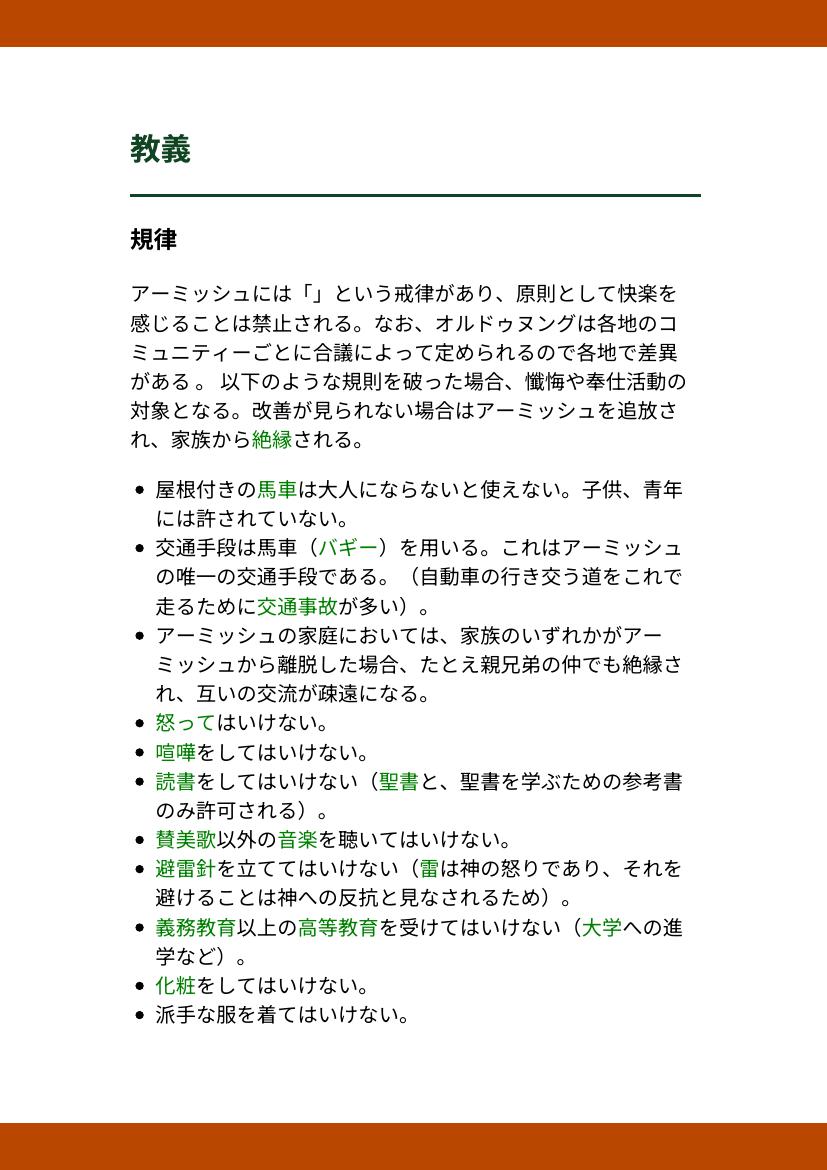 教義
規律
アーミッシュには「」という戒律があり、原則として快楽を
感じることは禁止される。なお、オルドゥヌングは各地のコ
ミュニティーごとに合議によって定められるので各地で差異
がある 。 以下のような規則を破った場合、懺悔や奉仕活動の
対象となる。改善が見られない場合はアーミッシュを追放さ
れ、家族から絶縁される。
• 屋根付きの馬車は大人にならないと使えない。子供、青年
には許されていない。
• 交通手段は馬車（バギー）を用いる。これはアーミッシュ
の唯一の交通手段である。（自動車の行き交う道をこれで
走るために交通事故が多い）。
• アーミッシュの家庭においては、家族のいずれかがアー
ミッシュから離脱した場合、たとえ親兄弟の仲でも絶縁さ
れ、互いの交流が疎遠になる。
• 怒ってはいけない。
• 喧嘩をしてはいけない。
• 読書をしてはいけない（聖書と、聖書を学ぶための参考書
のみ許可される）。
• 賛美歌以外の音楽を聴いてはいけない。
• 避雷針を立ててはいけない（雷は神の怒りであり、それを
避けることは神への反抗と見なされるため）。
• 義務教育以上の高等教育を受けてはいけない（大学への進
学など）。
• 化粧をしてはいけない。
• 派手な服を着てはいけない。